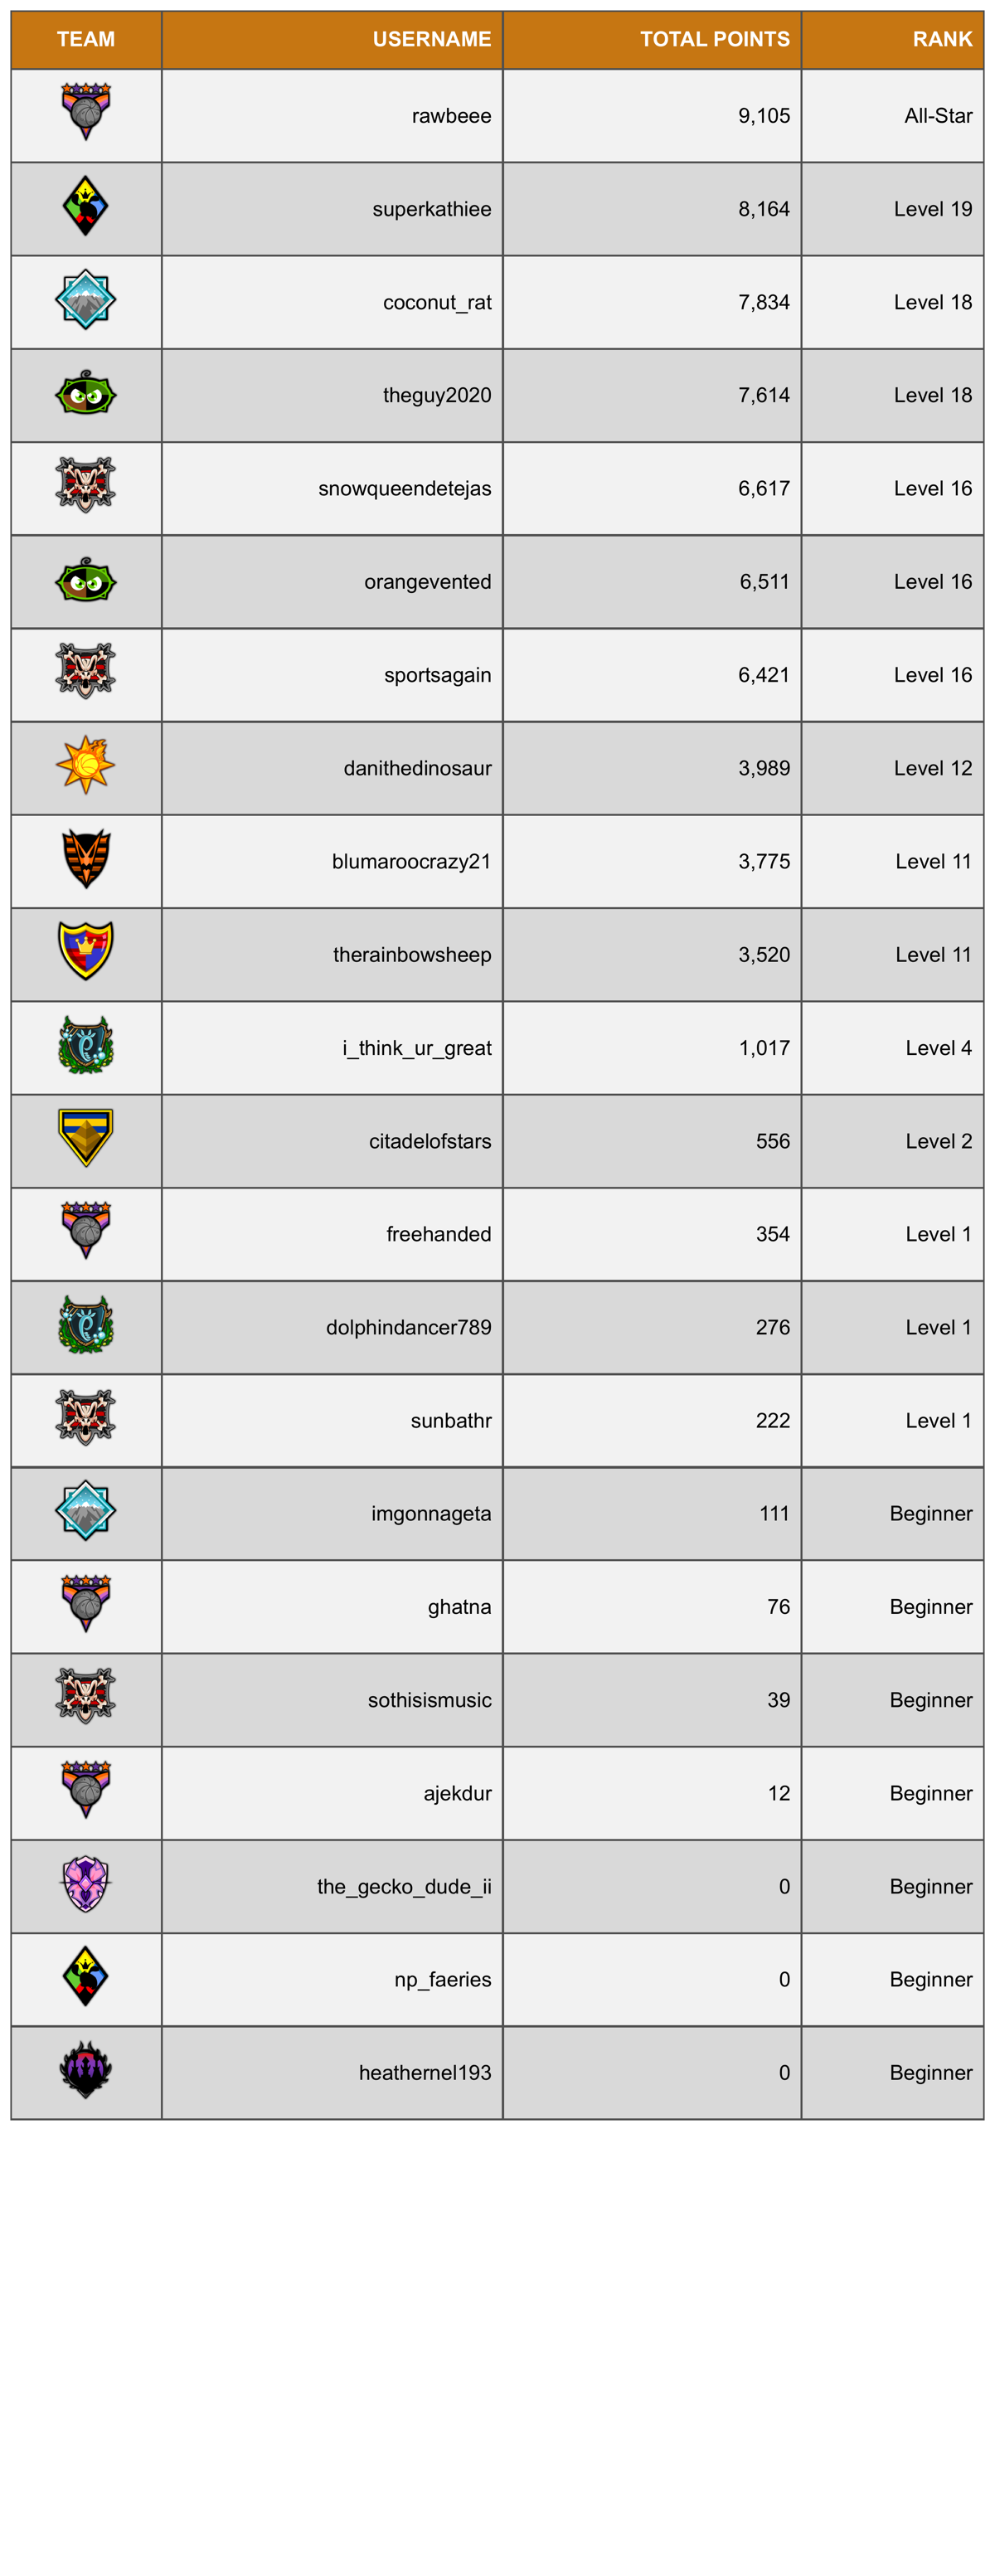 TEAM USERNAME TOTAL POINTS RANK
rawbeee 9,105 All-Star
superkathiee 8,164 Level 19
coconut_rat 7,834 Level 18
theguy2020 7,614 Level 18
snowqueendetejas 6,617 Level 16
orangevented 6,511 Level 16
sportsagain 6,421 Level 16
danithedinosaur 3,989 Level 12
blumaroocrazy21 3,775 Level 11
therainbowsheep 3,520 Level 11
i_think_ur_great 1,017 Level 4
citadelofstars 556 Level 2
freehanded 354 Level 1
dolphindancer789 276 Level 1
sunbathr 222 Level 1
imgonnageta 111 Beginner
ghatna 76 Beginner
sothisismusic 39 Beginner
ajekdur 12 Beginner
the_gecko_dude_ii 0 Beginner
np_faeries 0 Beginner
heathernel193 0 Beginner